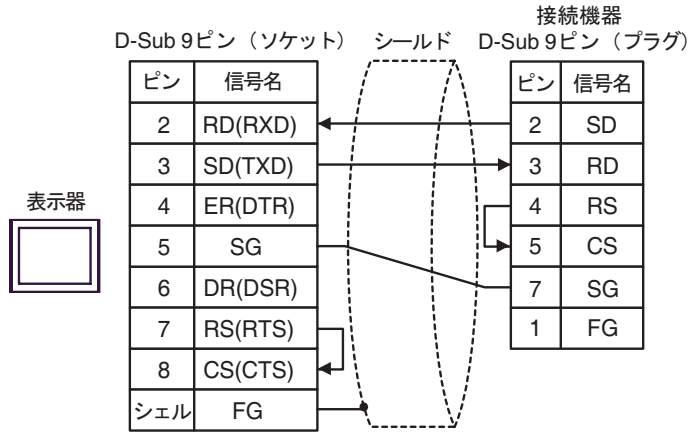 接続機器
D-Sub 9ピン（ソケット） シールド D-Sub 9ピン（プラグ）
ピン 信号名 ピン 信号名
2 RD(RXD) 2 SD
3 SD(TXD) 3 RD
表示器 4 ER(DTR) 4 RS
5 SG 5 CS
6 DR(DSR) 7 SG
7 RS(RTS) 1 FG
8 CS(CTS)
シェル FG